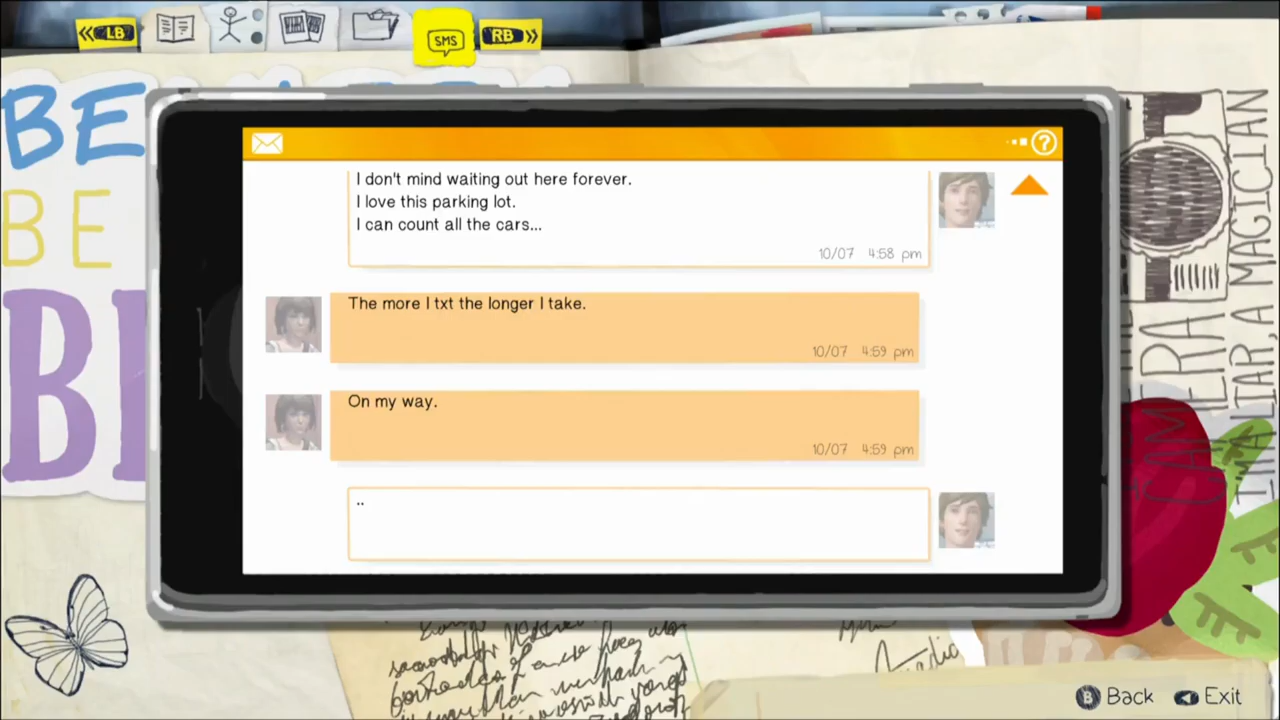 LB
SMS
RB
BE
BE
I don't mind waiting out here forever.
I love this parking lot.
I can count all the cars...
10/07 4:58 pm
The more I txt the longer I take.
10/07 4:59 pm
On my way.
10/07 4:59 pm
..
CAMERA
LIAR, A MAGICIAN
B Back
Exit